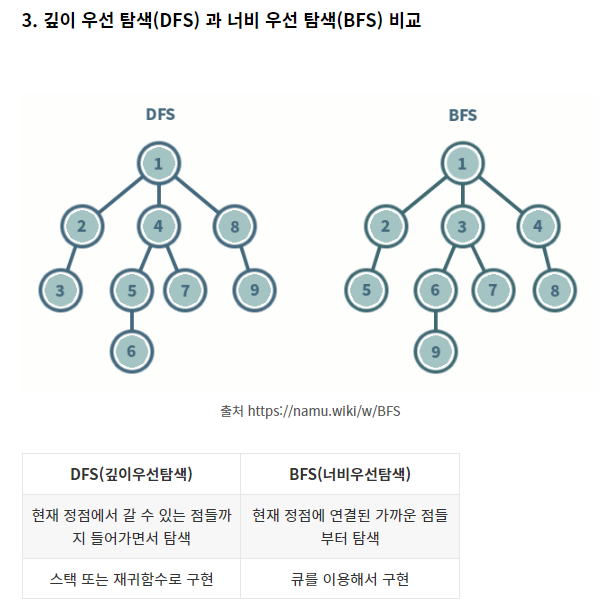 3. 깊이 우선 탐색(DFS) 과 너비 우선 탐색(BFS) 비교
DFS
1
2 4 8
3 5 7 9
6
BFS
1
2 3 4
5 6 7 8
9
출처 https://namu.wiki/w/BFS
DFS(깊이우선탐색) BFS(너비우선탐색)
현재 정점에서 갈 수 있는 점들까
지 들어가면서 탐색
현재 정점에 연결된 가까운 점들
부터 탐색
스택 또는 재귀함수로 구현 큐를 이용해서 구현